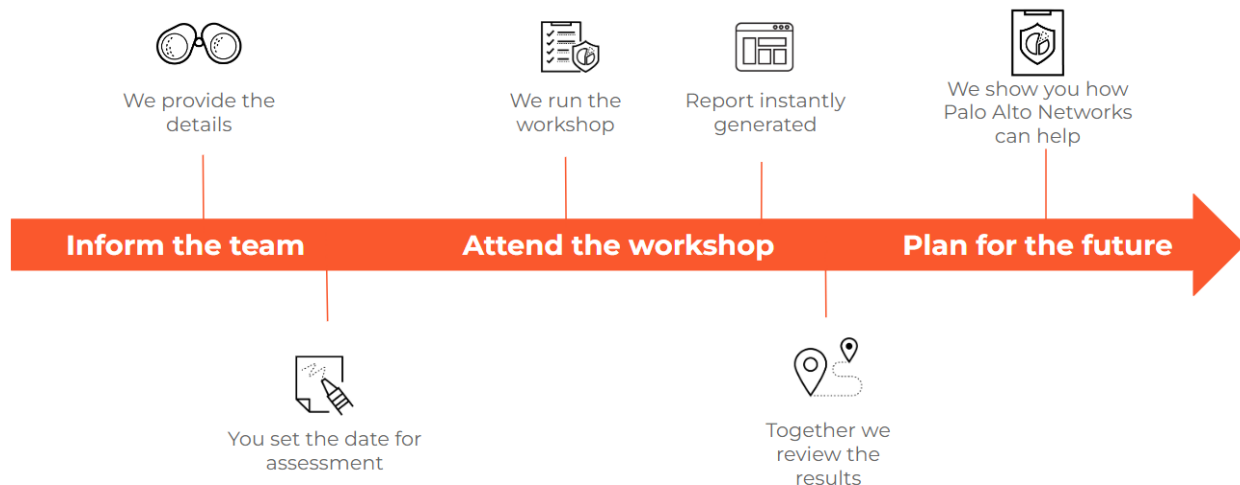 We provide the
details
We run the
workshop
Report instantly
generated
We show you how
Palo Alto Networks
can help
Inform the team
Attend the workshop
Plan for the future
You set the date for
assessment
Together we
review the
results